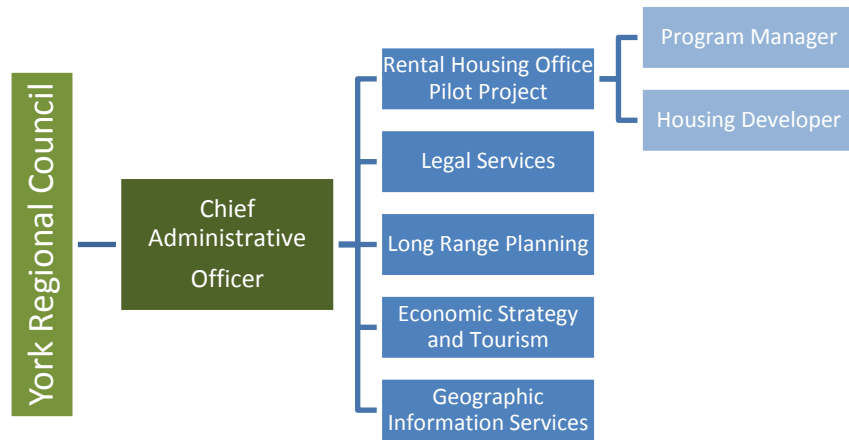 York Regional Council
Chief
Administrative
Officer
Rental Housing Office
Pilot Project
Program Manager
Housing Developer
Legal Services
Long Range Planning
Economic Strategy
and Tourism
Geographic
Information Services